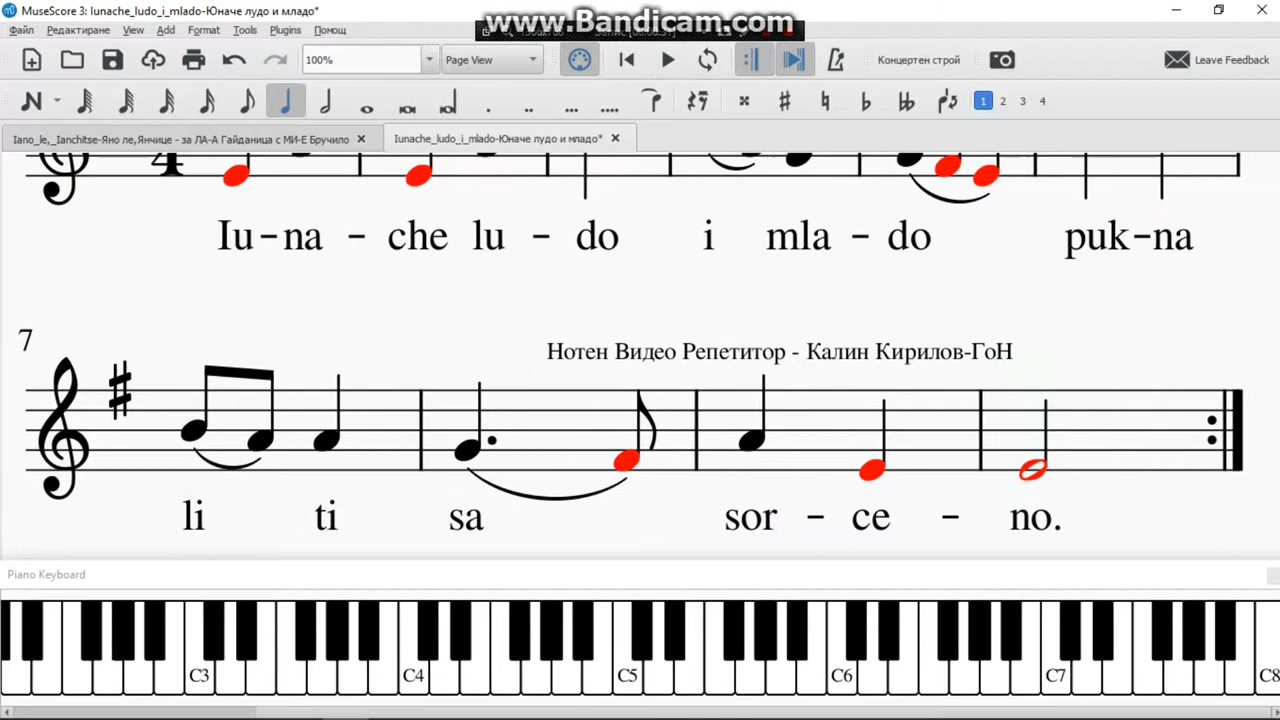 MuseScore 3: Iunache_ludo_i_mlado-Юначе лудо и младо*
www.Bandicam.com
Файл Редактиране View Add Format Tools Plugins Помощ
100% Page View Концертен строй Leave Feedback
1 2 3 4
Iano_le,_Ianchitse-Яно ле,Янчице - за ЛА-А Гайданица с МИ-Е Бручило Iunache_ludo_i_mlado-Юначе лудо и младо*
4
Iu-na - che lu - do i mla - do puk-na
7
Нотен Видео Репетитор - Калин Кирилов-ГоН
li ti sa sor - ce - no.
Piano Keyboard
C3 C4 C5 C6 C7 C8